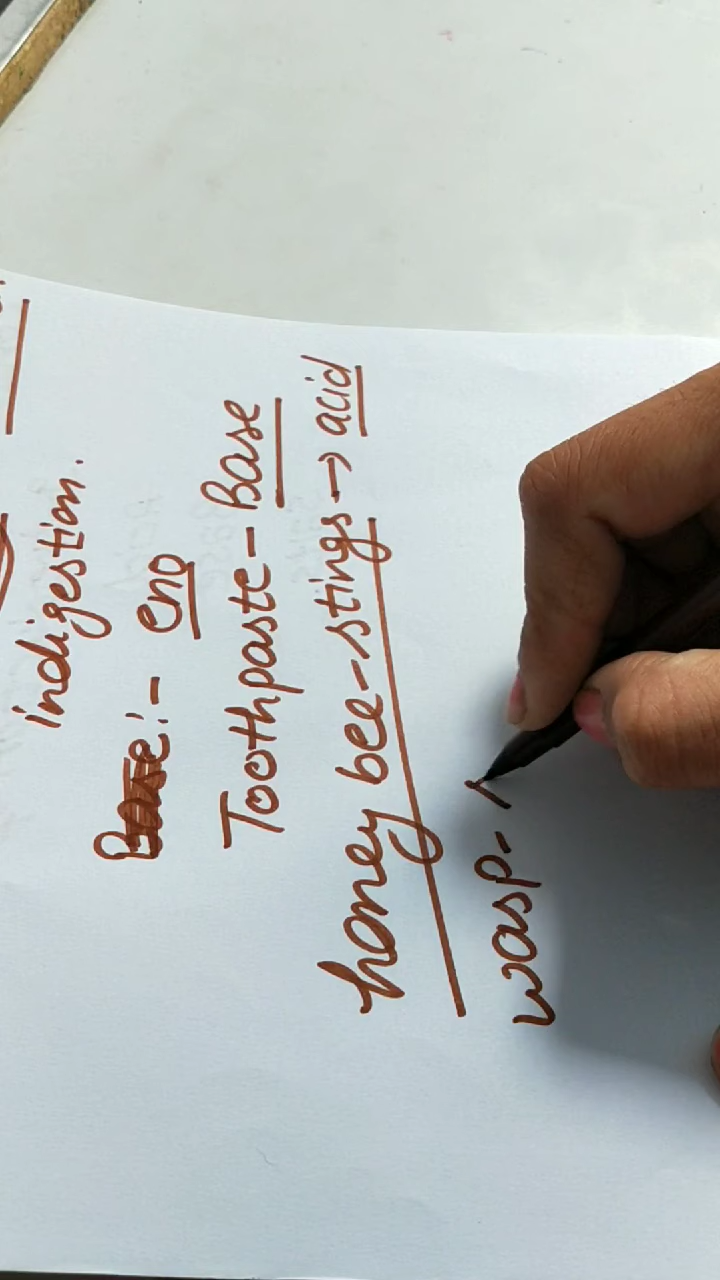 indigestion.
Base:- eno
Toothpaste - Base
honey bee - stings → acid
wasp -